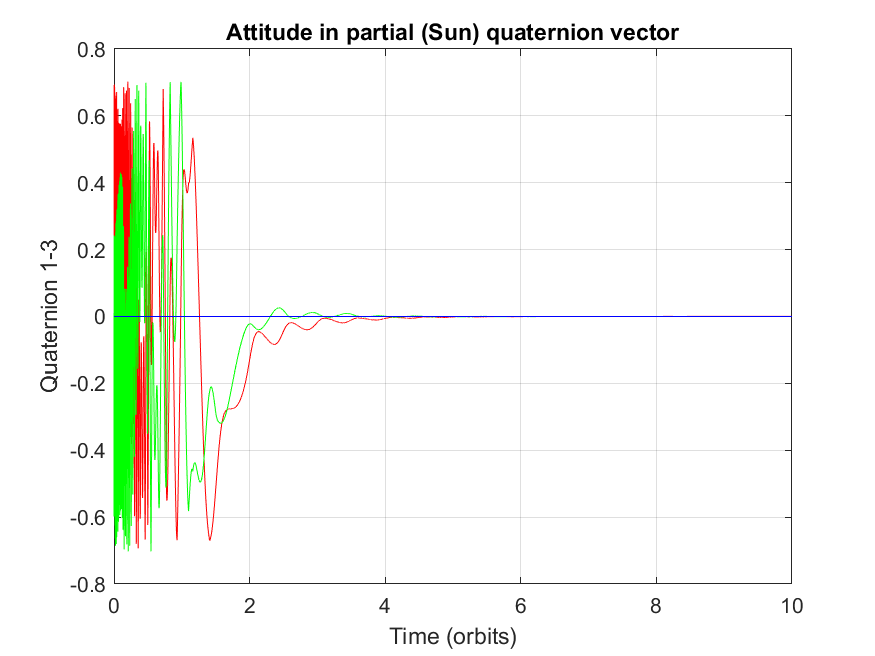 Attitude in partial (Sun) quaternion vector
0.8
0.6
0.4
0.2
0
-0.2
-0.4
-0.6
-0.8
Quaternion 1-3
0 2 4 6 8 10
Time (orbits)